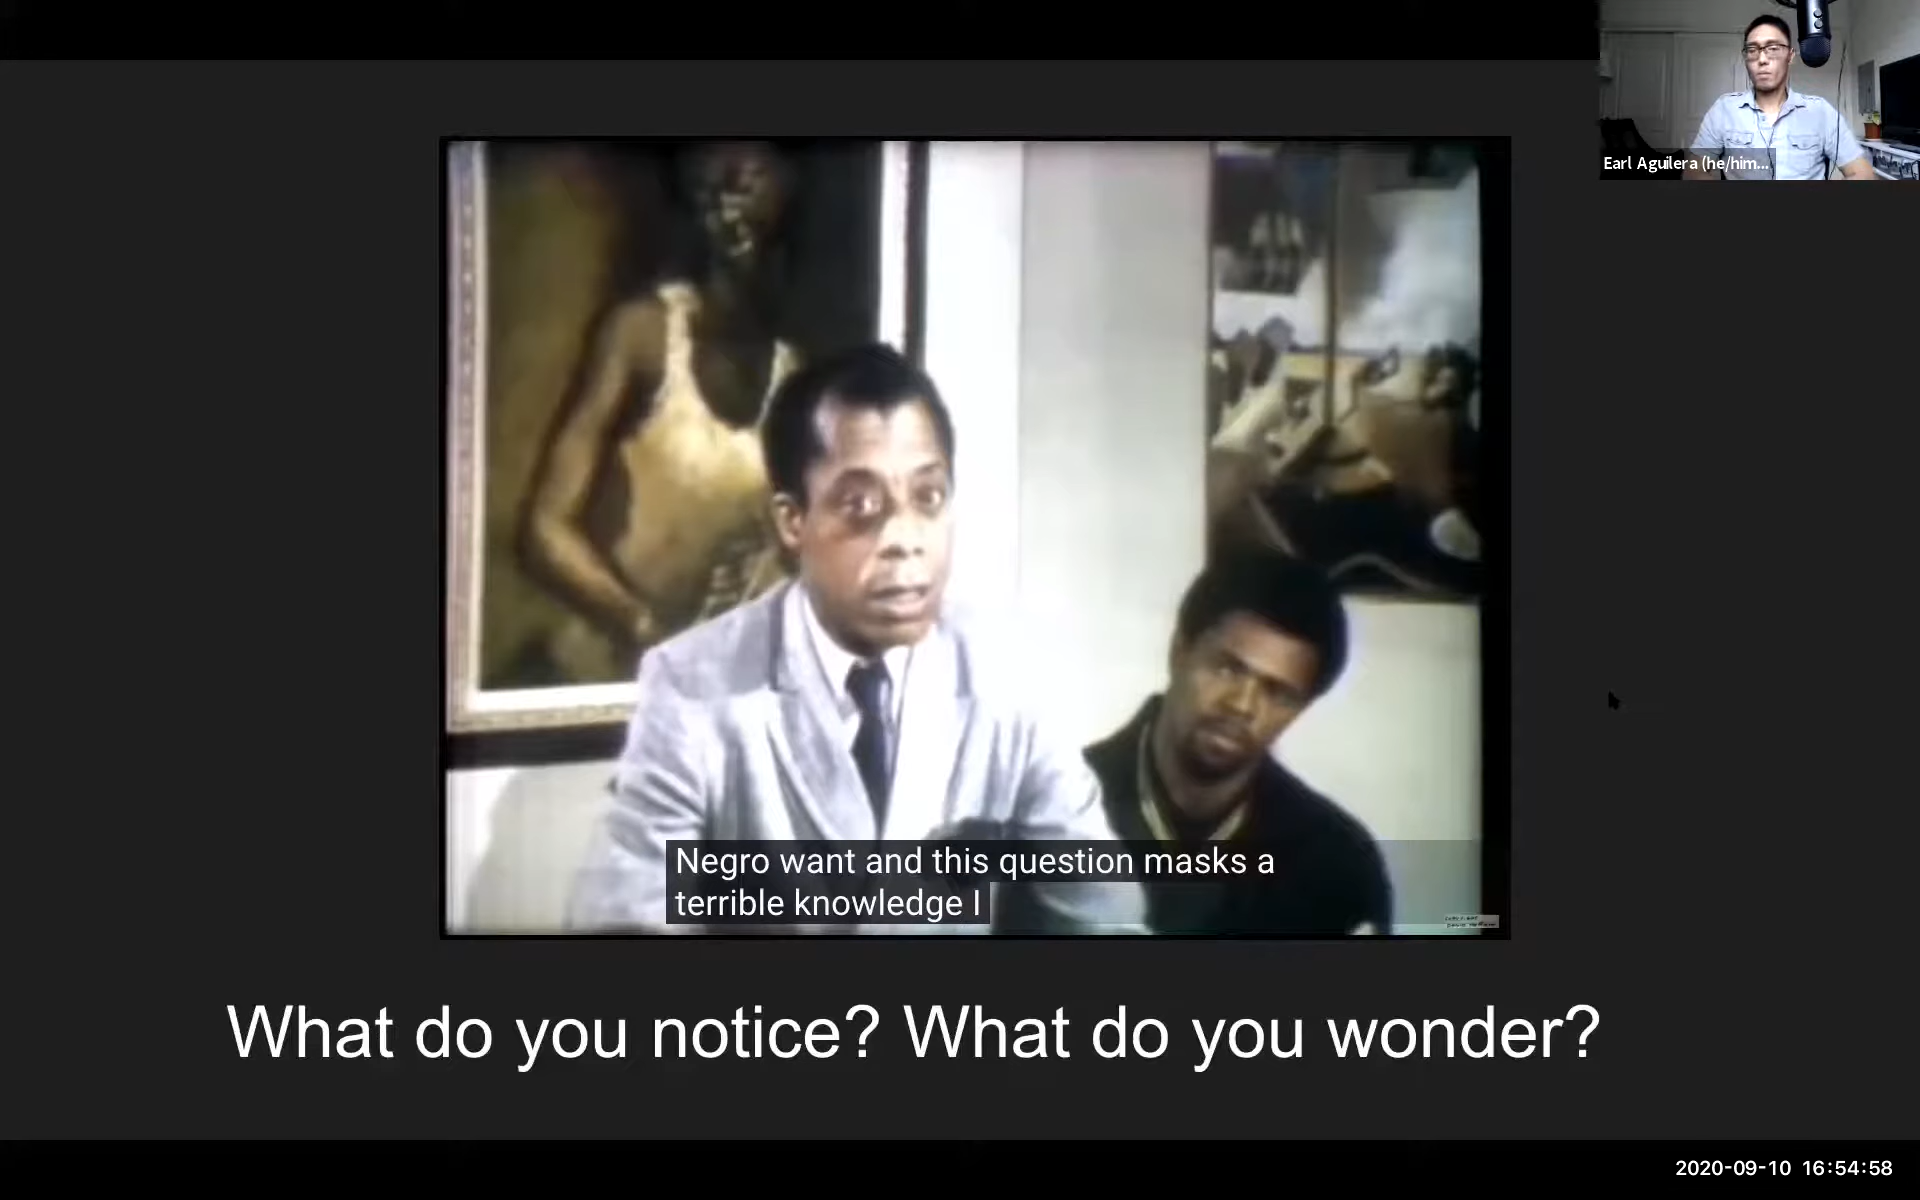 Earl Aguilera (he/him...
Negro want and this question masks a
terrible knowledge I
What do you notice? What do you wonder?
2020-09-10 16:54:58